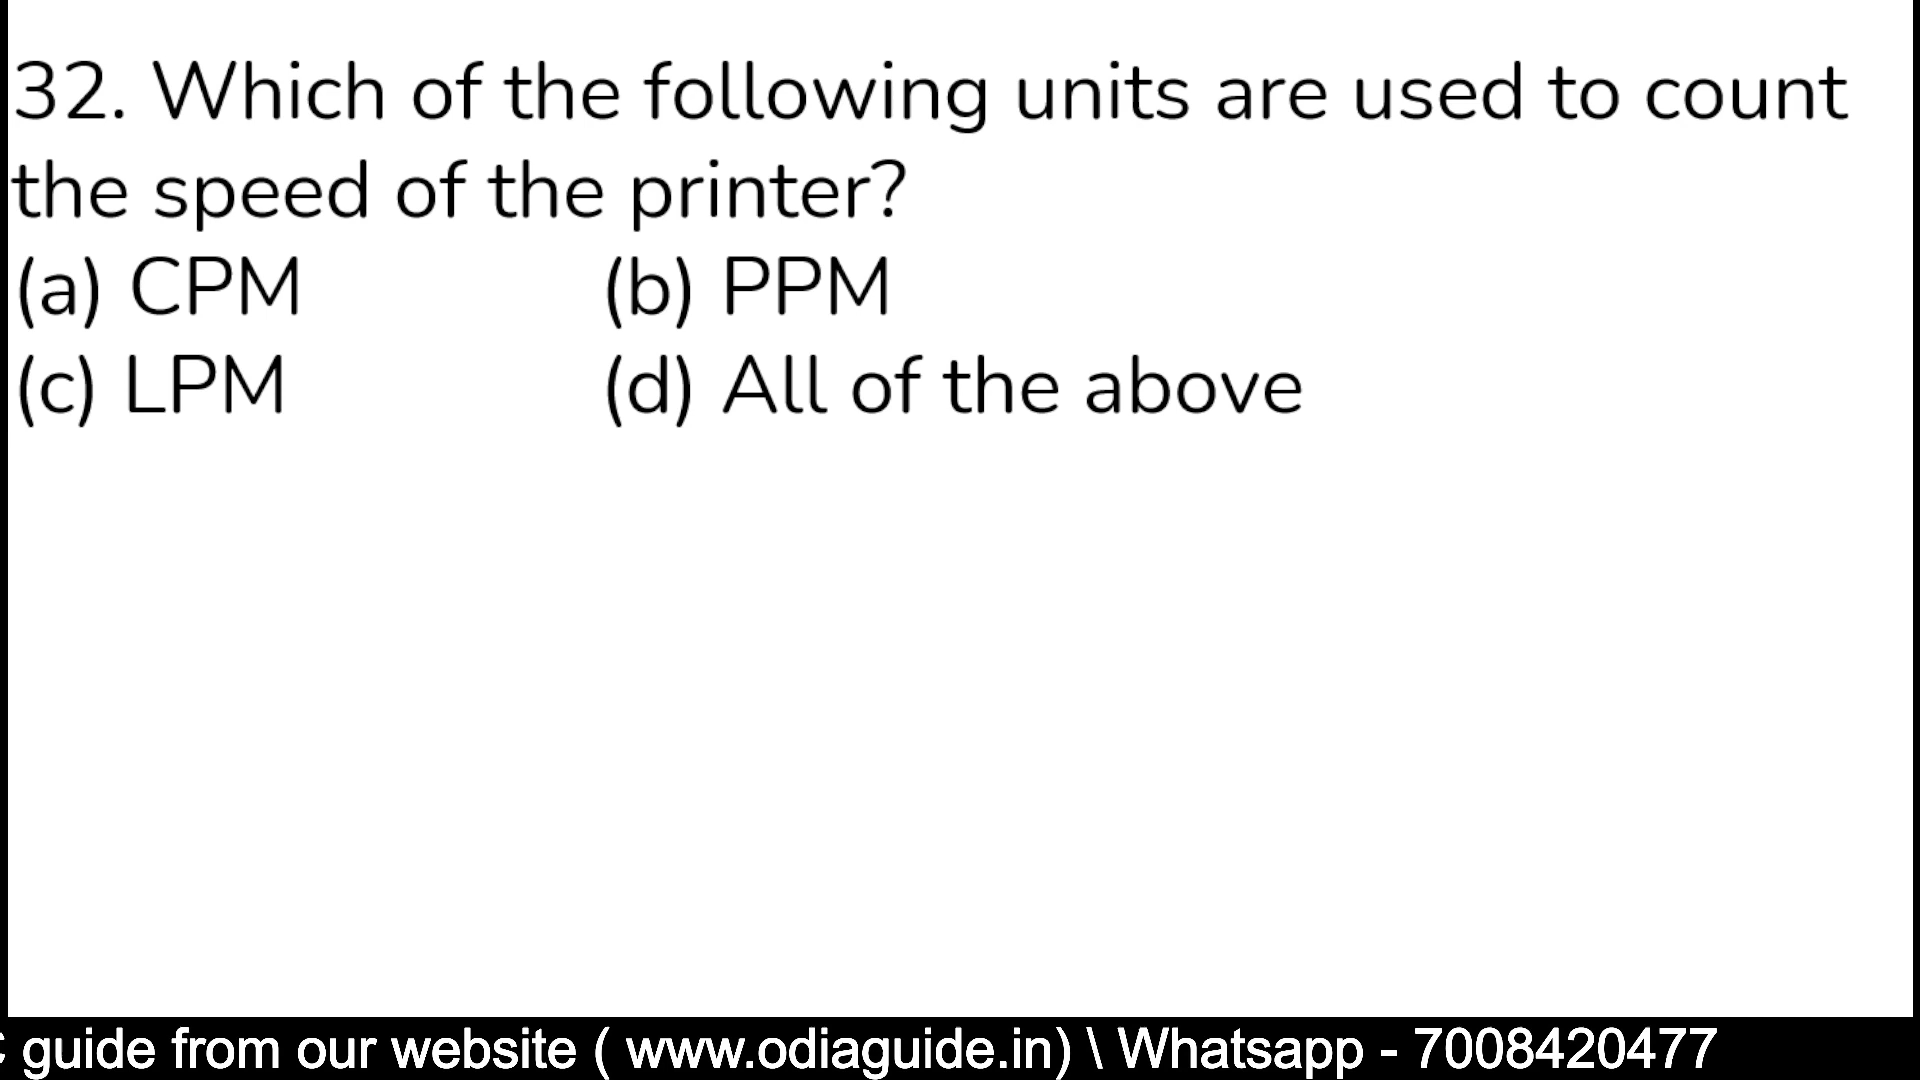 32. Which of the following units are used to count
the speed of the printer?
(a) CPM (b) PPM
(c) LPM (d) All of the above
guide from our website ( www.odiaguide.in) \ Whatsapp - 7008420477